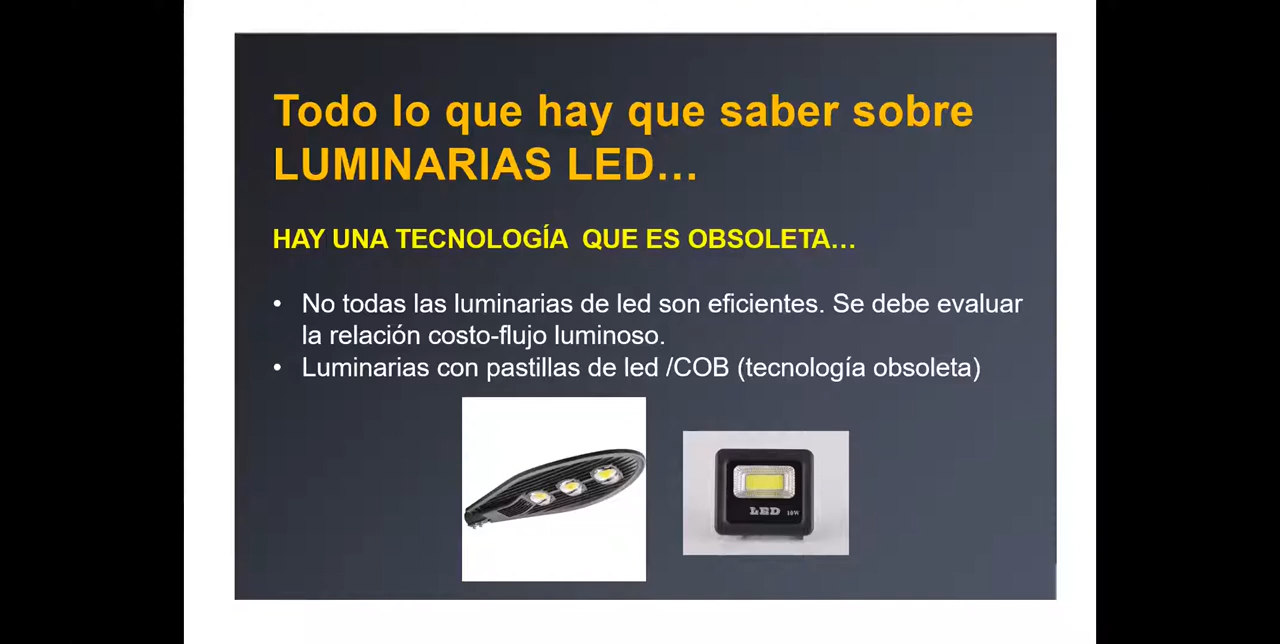 Todo lo que hay que saber sobre
LUMINARIAS LED...
HAY UNA TECNOLOGÍA QUE ES OBSOLETA...
• No todas las luminarias de led son eficientes. Se debe evaluar
la relación costo-flujo luminoso.
• Luminarias con pastillas de led /COB (tecnología obsoleta)
LED 10W